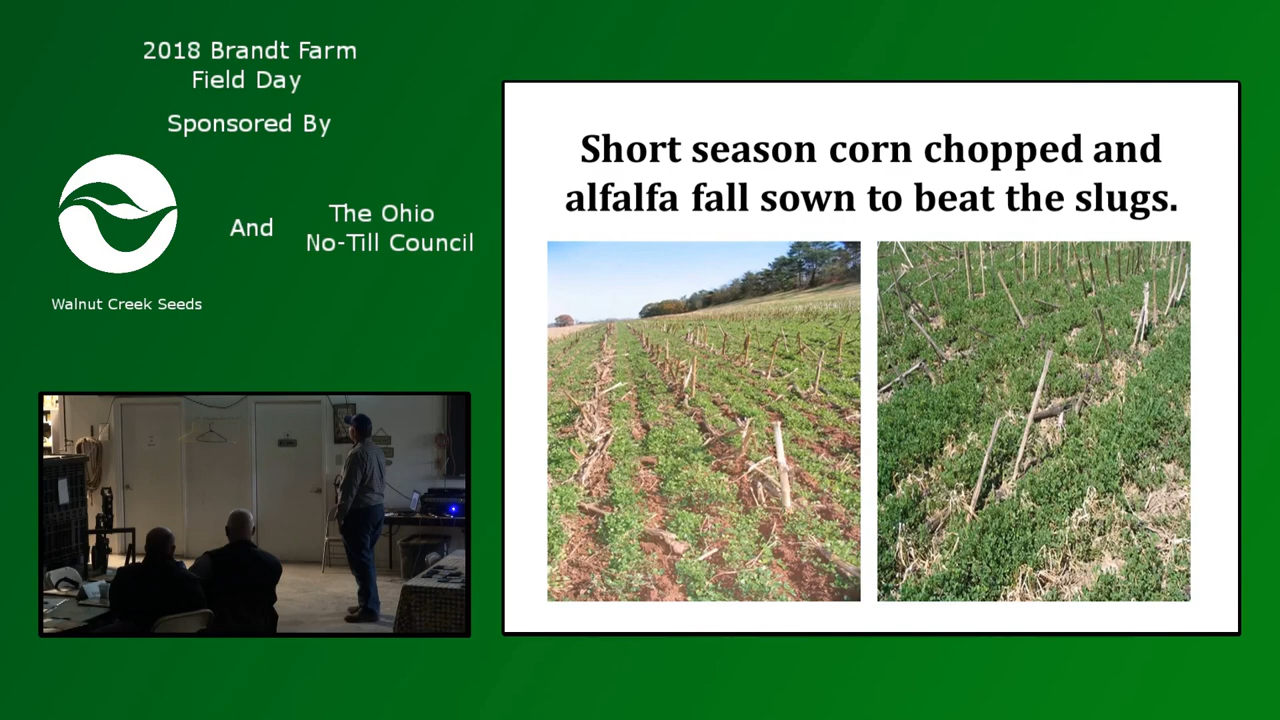 2018 Brandt Farm
Field Day
Sponsored By
And
The Ohio
No-Till Council
Walnut Creek Seeds
Short season corn chopped and
alfalfa fall sown to beat the slugs.